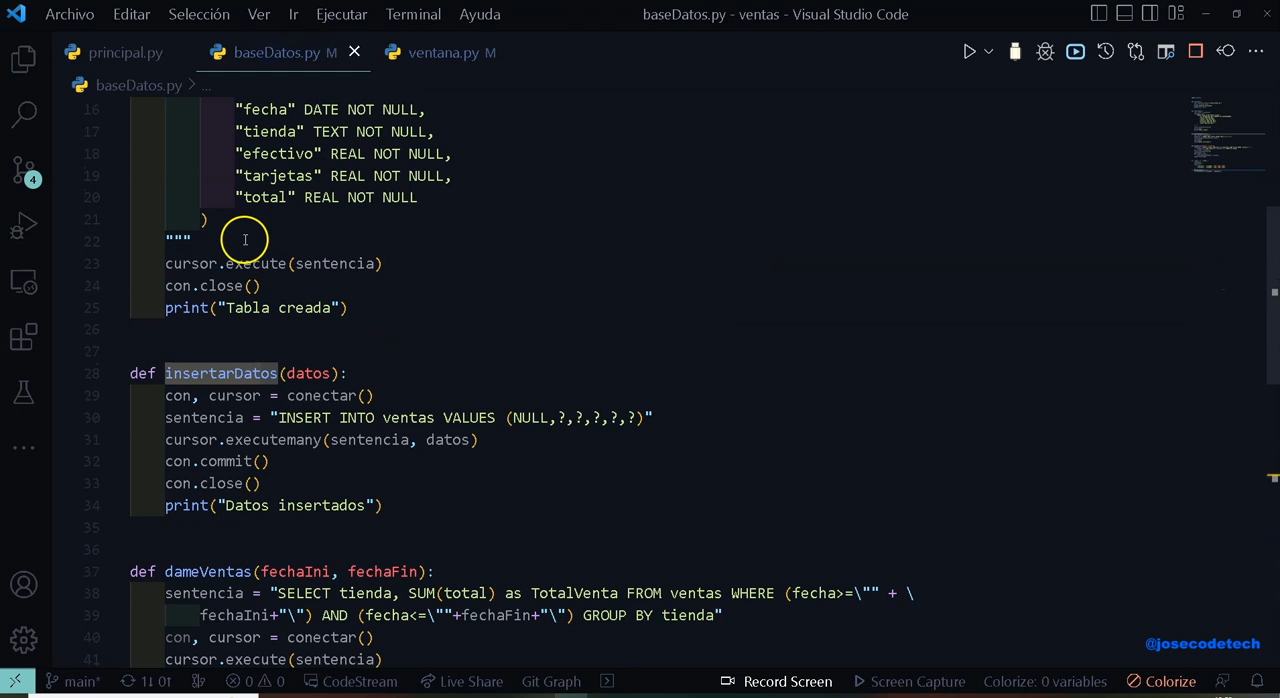 Archivo Editar Selección Ver Ir Ejecutar Terminal Ayuda baseDatos.py - ventas - Visual Studio Code
principal.py baseDatos.py M ventana.py M
baseDatos.py > ...
16 "fecha" DATE NOT NULL,
17 "tienda" TEXT NOT NULL,
18 "efectivo" REAL NOT NULL,
19 "tarjetas" REAL NOT NULL,
20 "total" REAL NOT NULL
21 )
22 """
23 cursor.execute(sentencia)
24 con.close()
25 print("Tabla creada")
26
27
28 def insertarDatos(datos):
29 con, cursor = conectar()
30 sentencia = "INSERT INTO ventas VALUES (NULL,?,?,?,?,?)"
31 cursor.executemany(sentencia, datos)
32 con.commit()
33 con.close()
34 print("Datos insertados")
35
36
37 def dameVentas(fechaIni, fechaFin):
38 sentencia = "SELECT tienda, SUM(total) as TotalVenta FROM ventas WHERE (fecha>=\"" + \
39 fechaIni+"\") AND (fecha<=\""+fechaFin+"\") GROUP BY tienda"
40 con, cursor = conectar()
41 cursor.execute(sentencia)
4
@josecodetech
main* 1↓ 0↑ 0 0 CodeStream Live Share Git Graph Record Screen Screen Capture Colorize: 0 variables Colorize